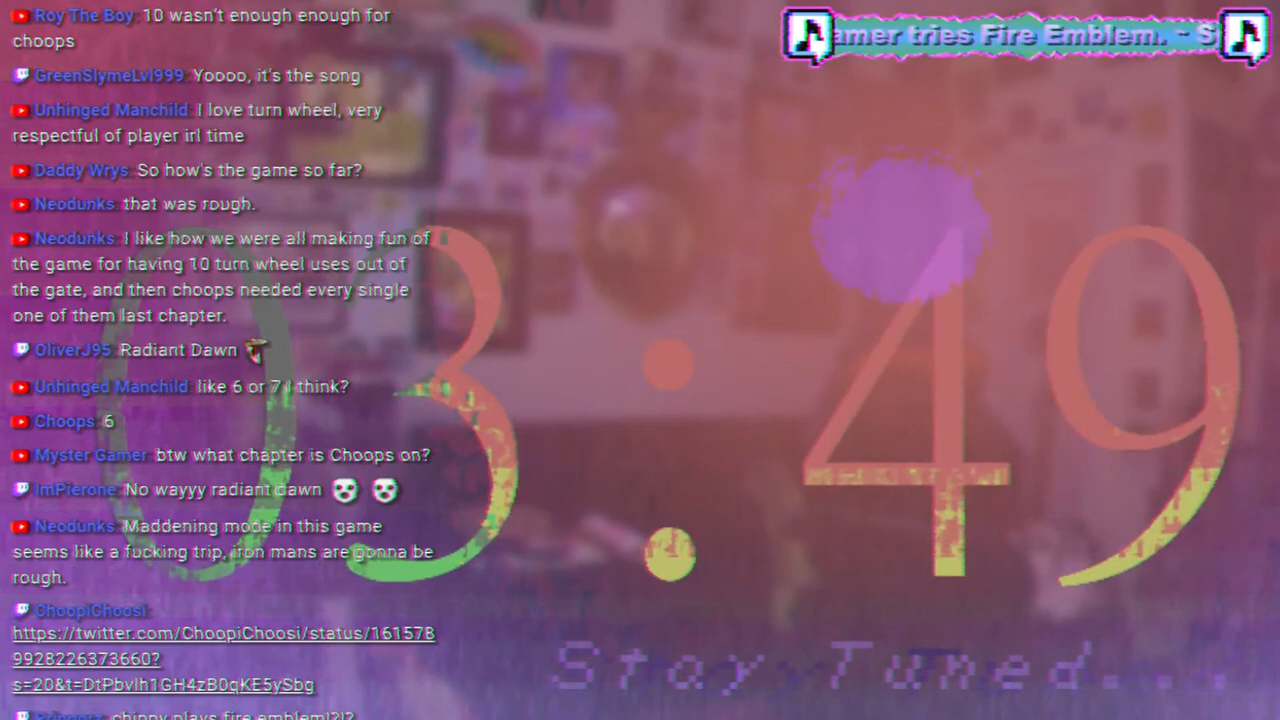 Roy The Boy: 10 wasn't enough enough for
choops
GreenSlymeLvl999: Yoooo, it's the song
Unhinged Manchild: I love turn wheel, very
respectful of player irl time
Daddy Wrys: So how's the game so far?
Neodunks: that was rough.
Neodunks: I like how we were all making fun of
the game for having 10 turn wheel uses out of
the gate, and then choops needed every single
one of them last chapter.
OliverJ95: Radiant Dawn
Unhinged Manchild: like 6 or 7 I think?
Choops: 6
Myster Gamer: btw what chapter is Choops on?
ImPierone: No wayyy radiant dawn
Neodunks: Maddening mode in this game
seems like a fucking trip, iron mans are gonna be
rough.
ChoopiChoosi:
https://twitter.com/ChoopiChoosi/status/161578
99282263736​60?
s=20&t=DtPbvlh1GH4zB0qKE5ySbg
chippy plays fire emblem!?!?
amer tries Fire Emblem. ~ S
03:49
Stay Tuned...